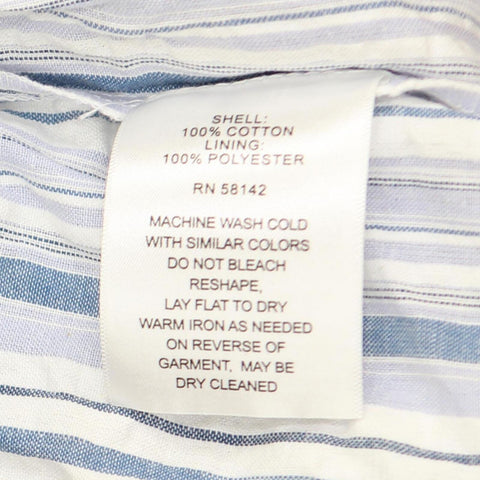 SHELL:
100% COTTON
LINING:
100% POLYESTER
RN 58142
MACHINE WASH COLD
WITH SIMILAR COLORS
DO NOT BLEACH
RESHAPE,
LAY FLAT TO DRY
WARM IRON AS NEEDED
ON REVERSE OF
GARMENT, MAY BE
DRY CLEANED